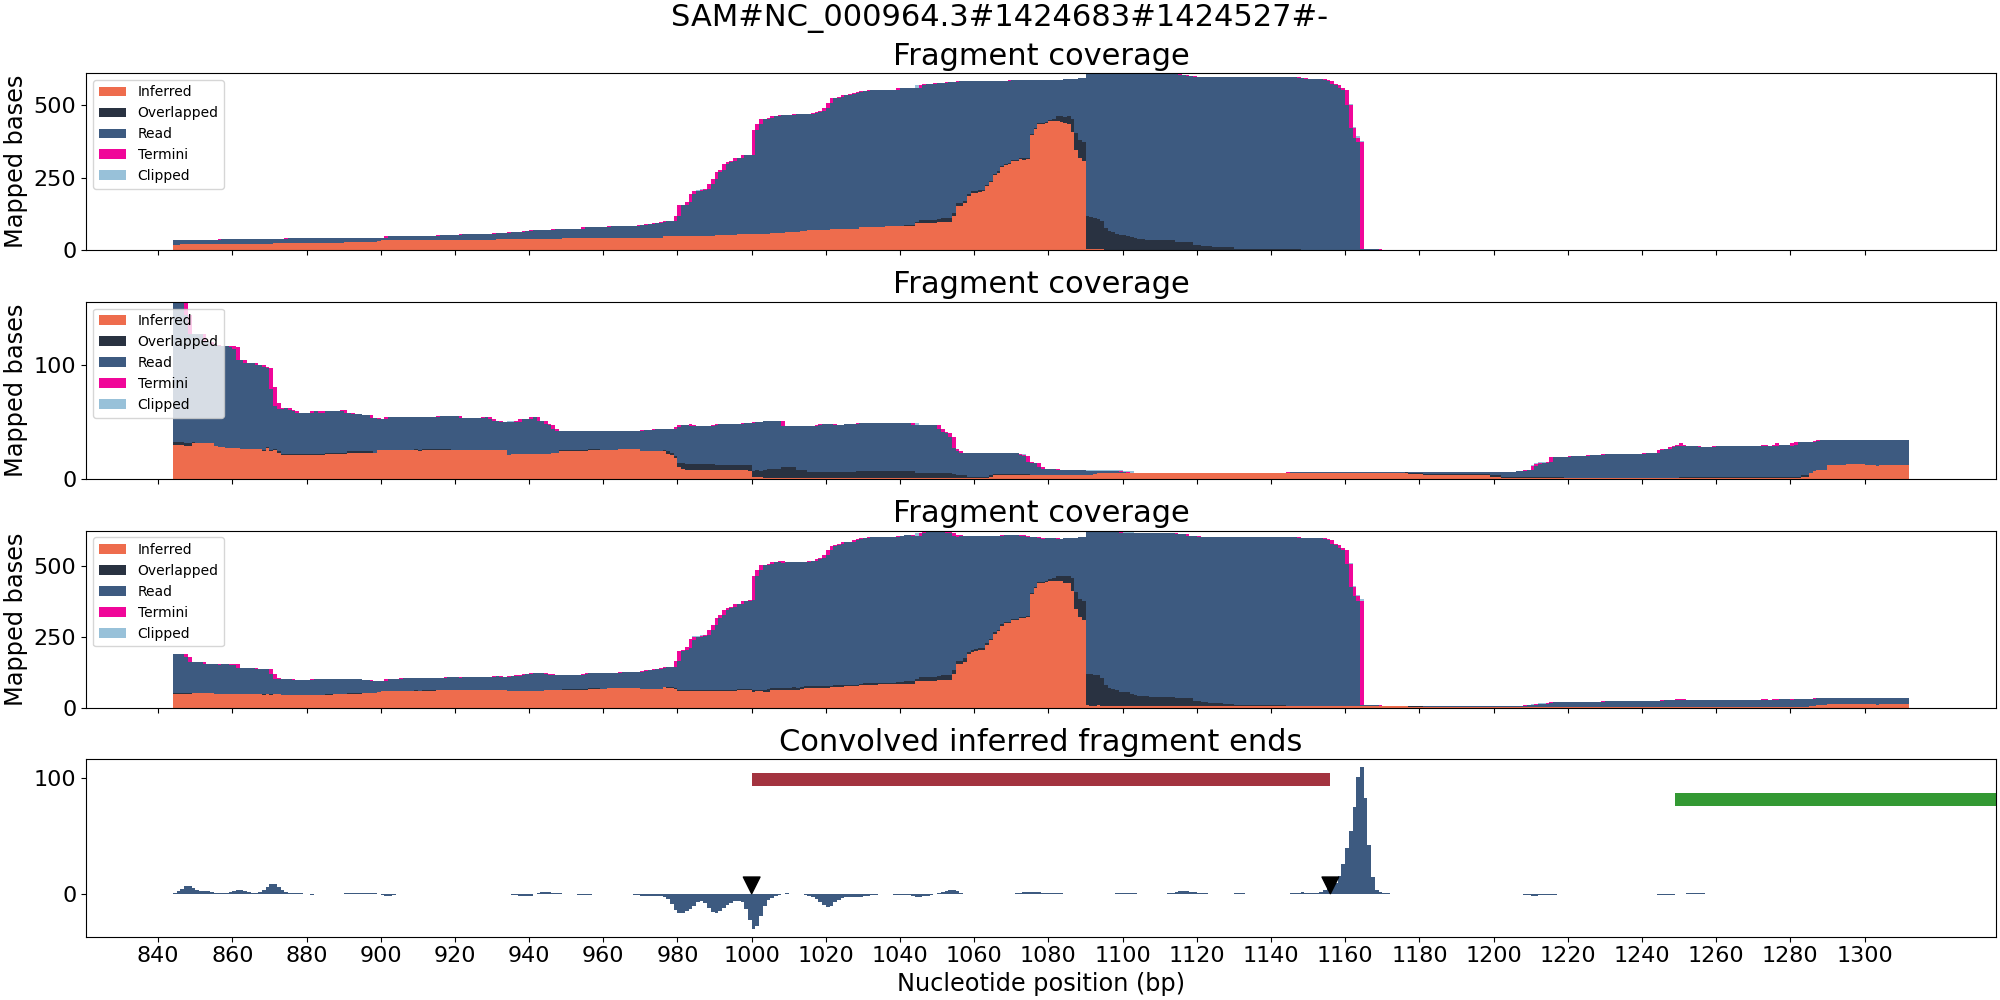 SAM#NC_000964.3#1424683#1424527#-
Fragment coverage
Mapped bases
500
250
0
Inferred
Overlapped
Read
Termini
Clipped
Fragment coverage
Mapped bases
100
0
Inferred
Overlapped
Read
Termini
Clipped
Fragment coverage
Mapped bases
500
250
0
Inferred
Overlapped
Read
Termini
Clipped
Convolved inferred fragment ends
100
0
840 860 880 900 920 940 960 980 1000 1020 1040 1060 1080 1100 1120 1140 1160 1180 1200 1220 1240 1260 1280 1300
Nucleotide position (bp)